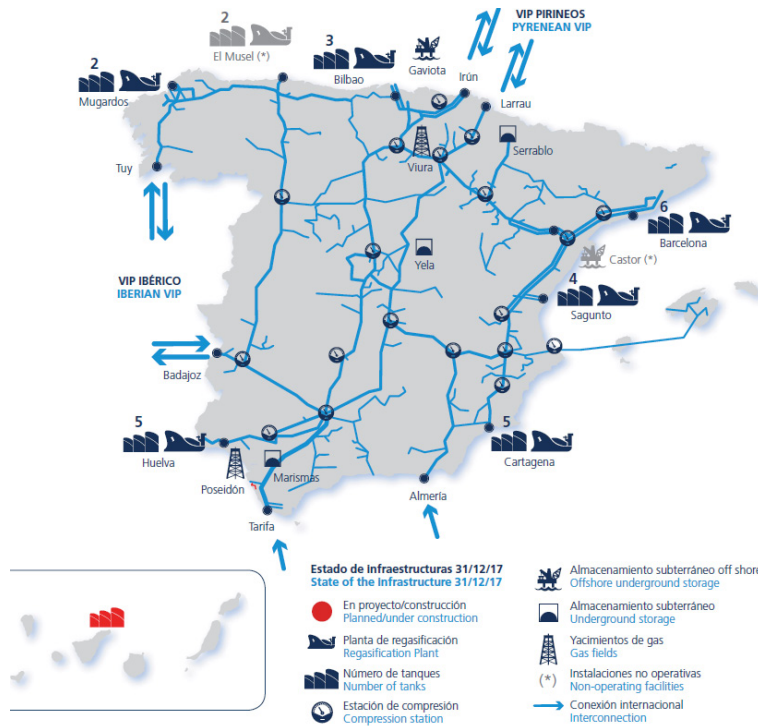 VIP PIRINEOS
PYRENEAN VIP
2
El Musel (*)
3
Bilbao
Gaviota
Irún
Larrau
2
Mugardos
Serrablo
Viura
Tuy
6
Barcelona
Yela
Castor (*)
VIP IBÉRICO
IBERIAN VIP
4
Sagunto
Badajoz
5
Huelva
5
Cartagena
Poseidón
Marismas
Almería
Tarifa
Estado de Infraestructuras 31/12/17
State of the Infrastructure 31/12/17
En proyecto/construcción
Planned/under construction
Planta de regasificación
Regasification Plant
Número de tanques
Number of tanks
Estación de compresión
Compression station
Almacenamiento subterráneo off shore
Offshore underground storage
Almacenamiento subterráneo
Underground storage
Yacimientos de gas
Gas fields
(*)
Instalaciones no operativas
Non-operating facilities
Conexión internacional
Interconnection